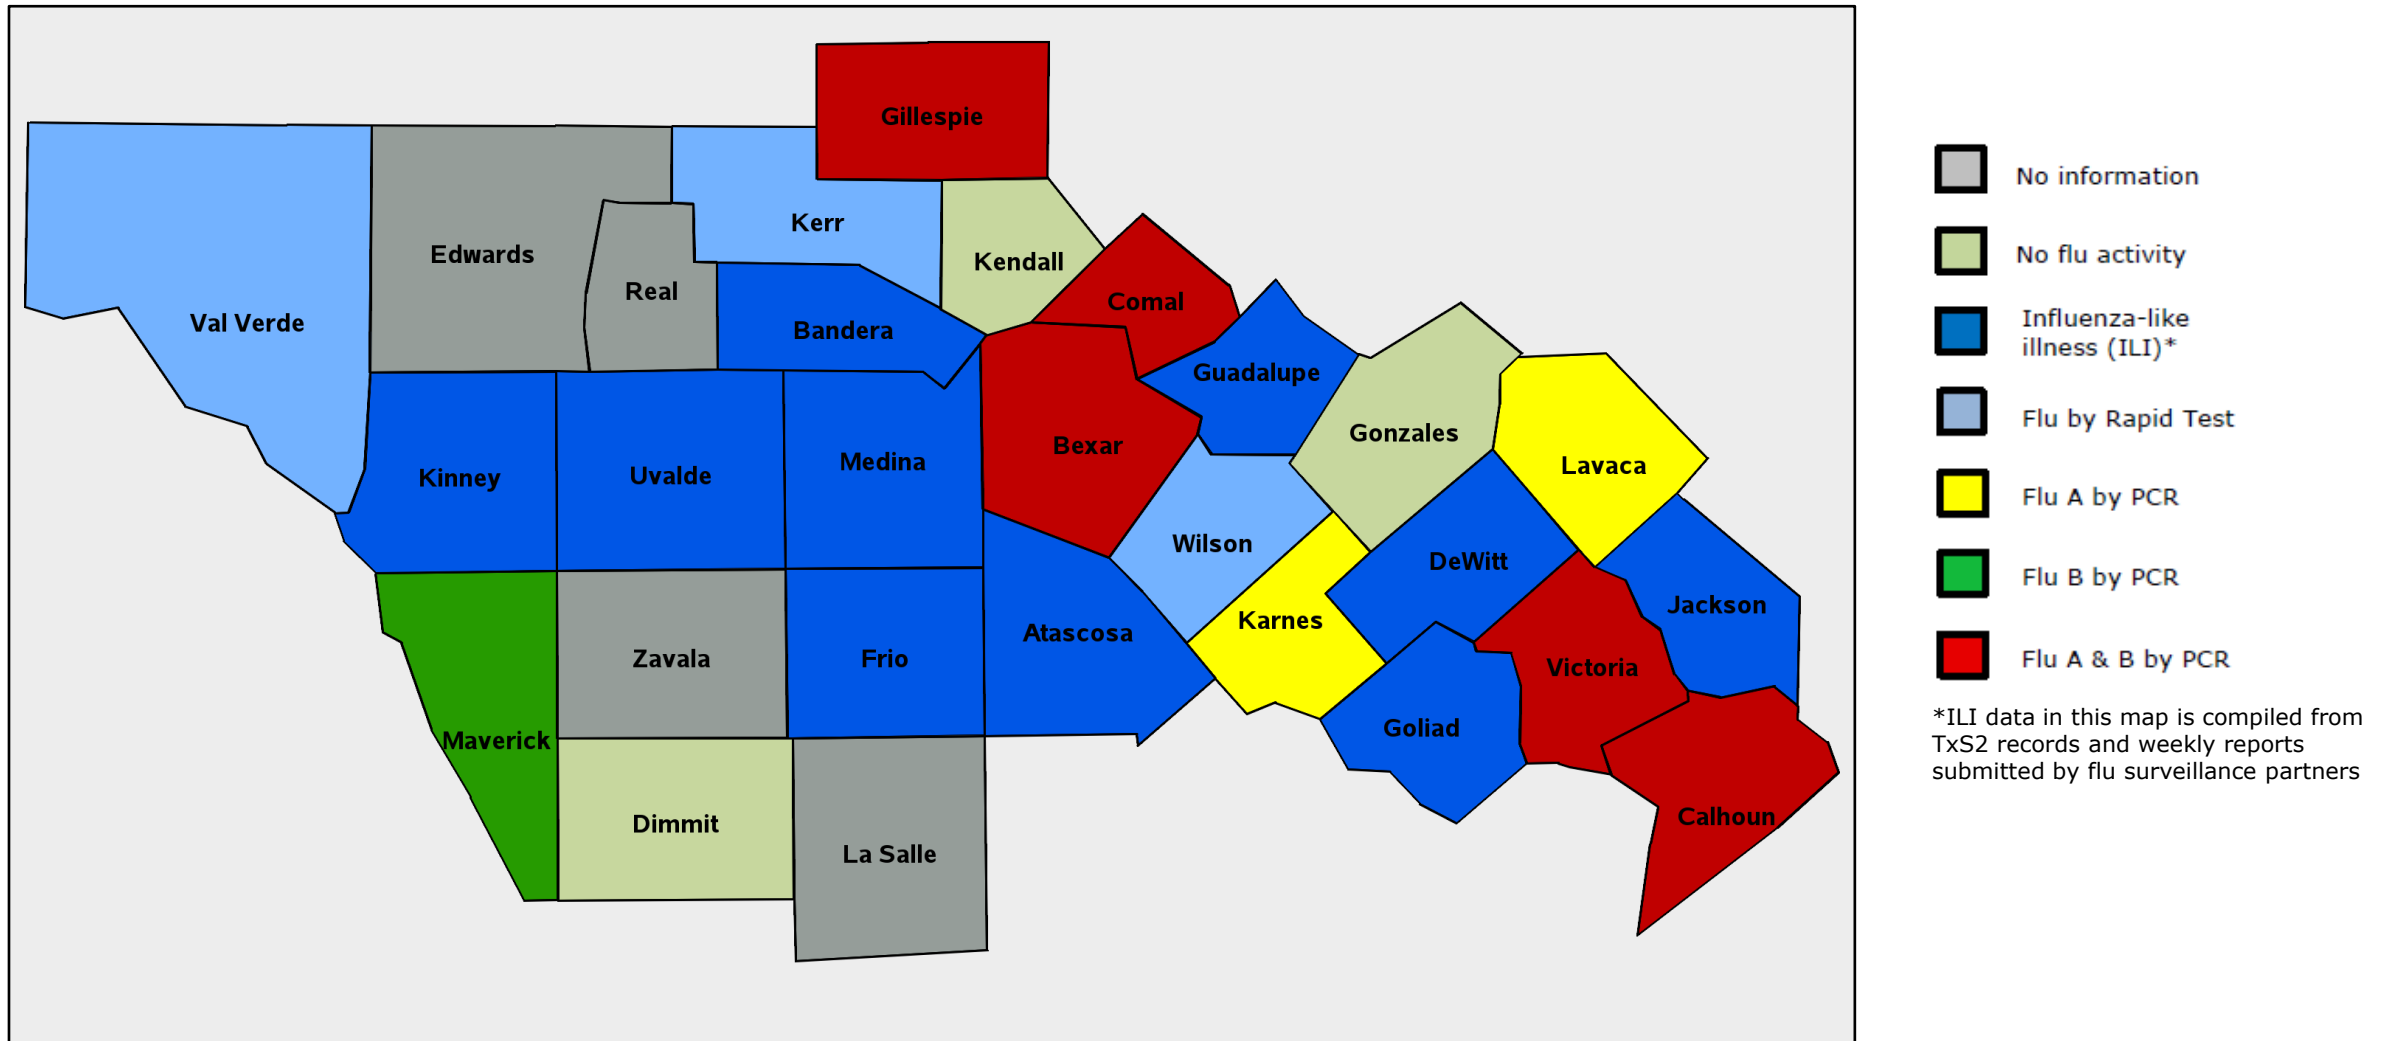 Gillespie
Kerr
Edwards
Kendall
Real
Comal
Val Verde
Bandera
Guadalupe
Gonzales
Bexar
Medina
Lavaca
Uvalde
Kinney
Wilson
DeWitt
Jackson
Karnes
Atascosa
Zavala
Frio
Victoria
Goliad
Maverick
Calhoun
Dimmit
La Salle
No information
No flu activity
Influenza-like
illness (ILI)*
Flu by Rapid Test
Flu A by PCR
Flu B by PCR
Flu A & B by PCR
*ILI data in this map is compiled from
TxS2 records and weekly reports
submitted by flu surveillance partners